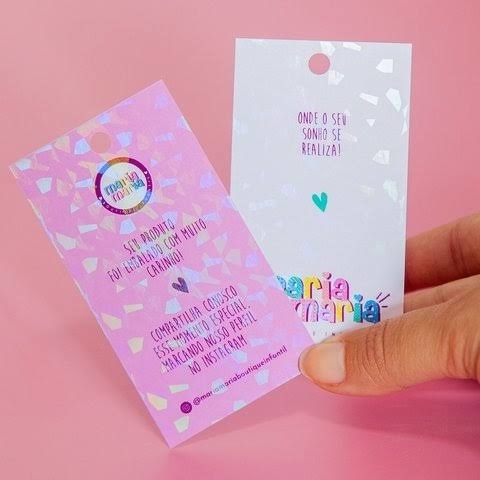 maria
maria
SEU PRODUTO
FOI EMBALADO COM MUITO
CARINHO!
COMPARTILHA CONOSCO
ESSE MOMENTO ESPECIAL,
MARCANDO NOSSO PERFIL
NO INSTAGRAM
@mariamariaboutiqueinfantil
ONDE O SEU
SONHO SE
REALIZA!
maria
maria